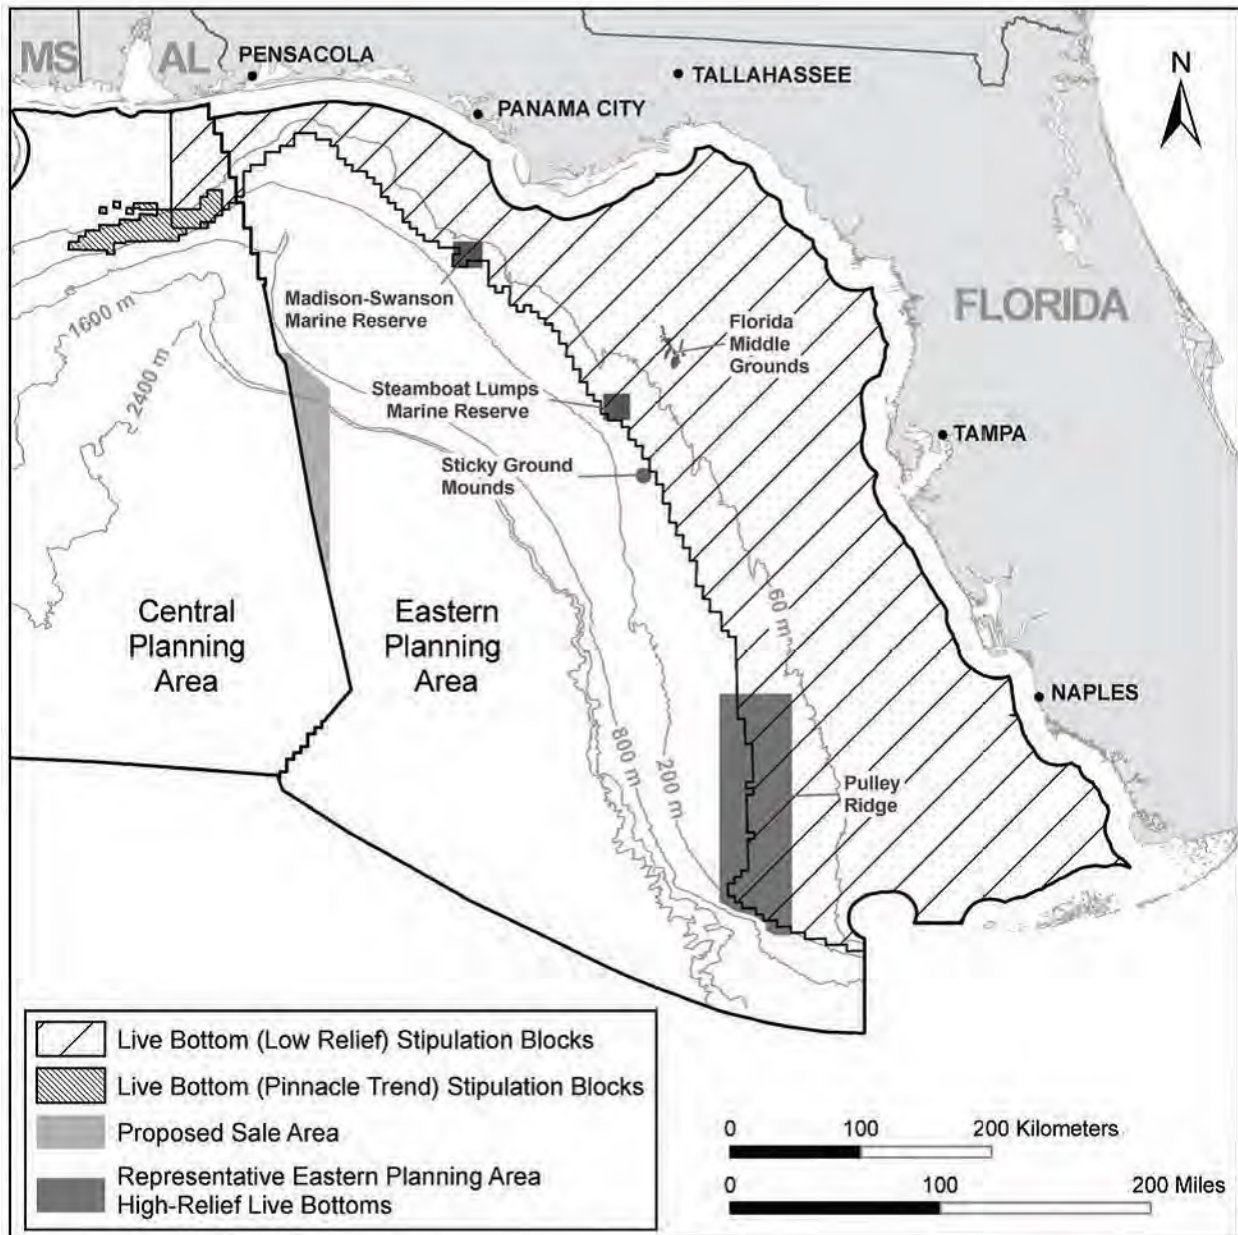 MS
AL
PENSACOLA
TALLAHASSEE
PANAMA CITY
N
1600 m
2400 m
Madison-Swanson
Marine Reserve
Florida
Middle
Grounds
FLORIDA
Steamboat Lumps
Marine Reserve
TAMPA
Sticky Ground
Mounds
60 m
Central
Planning
Area
Eastern
Planning
Area
NAPLES
800 m
200 m
Pulley
Ridge
Live Bottom (Low Relief) Stipulation Blocks
Live Bottom (Pinnacle Trend) Stipulation Blocks
Proposed Sale Area
Representative Eastern Planning Area
High-Relief Live Bottoms
0 100 200 Kilometers
0 100 200 Miles